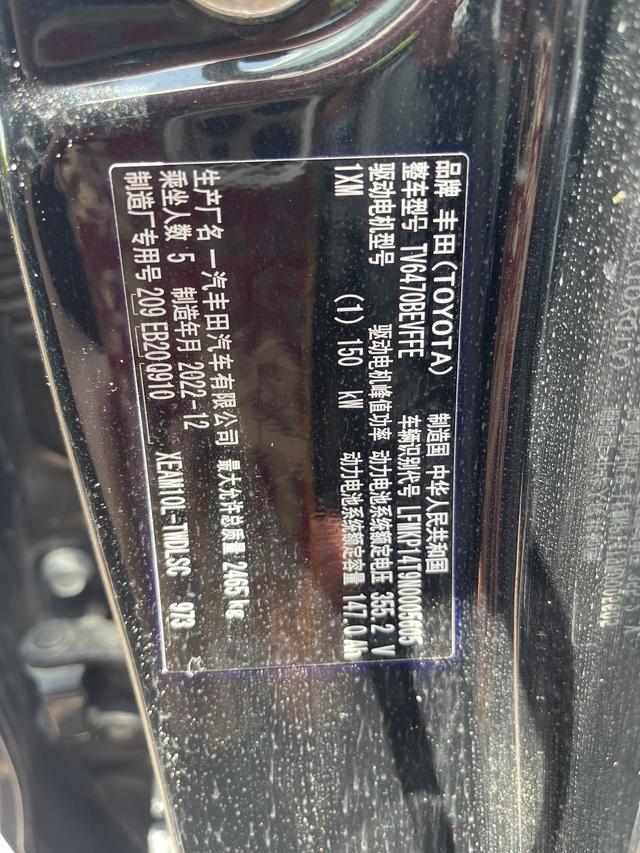 品牌 丰田(TOYOTA) 制造国 中华人民共和国
整车型号 TV6470BEVFFE 车辆识别代号
驱动电机型号 驱动电机峰值功率 动力电池系统额定电压 355.2 V
1XM (1) 150 kW 动力电池系统额定容量 147.0 Ah
生产厂名 一汽丰田汽车有限公司 最大允许总质量 2465 kg
乘坐人数 5 制造年月 2022-12
制造厂专用号 209 EB20Q910 XEAM10L-TWDLSC 9T3